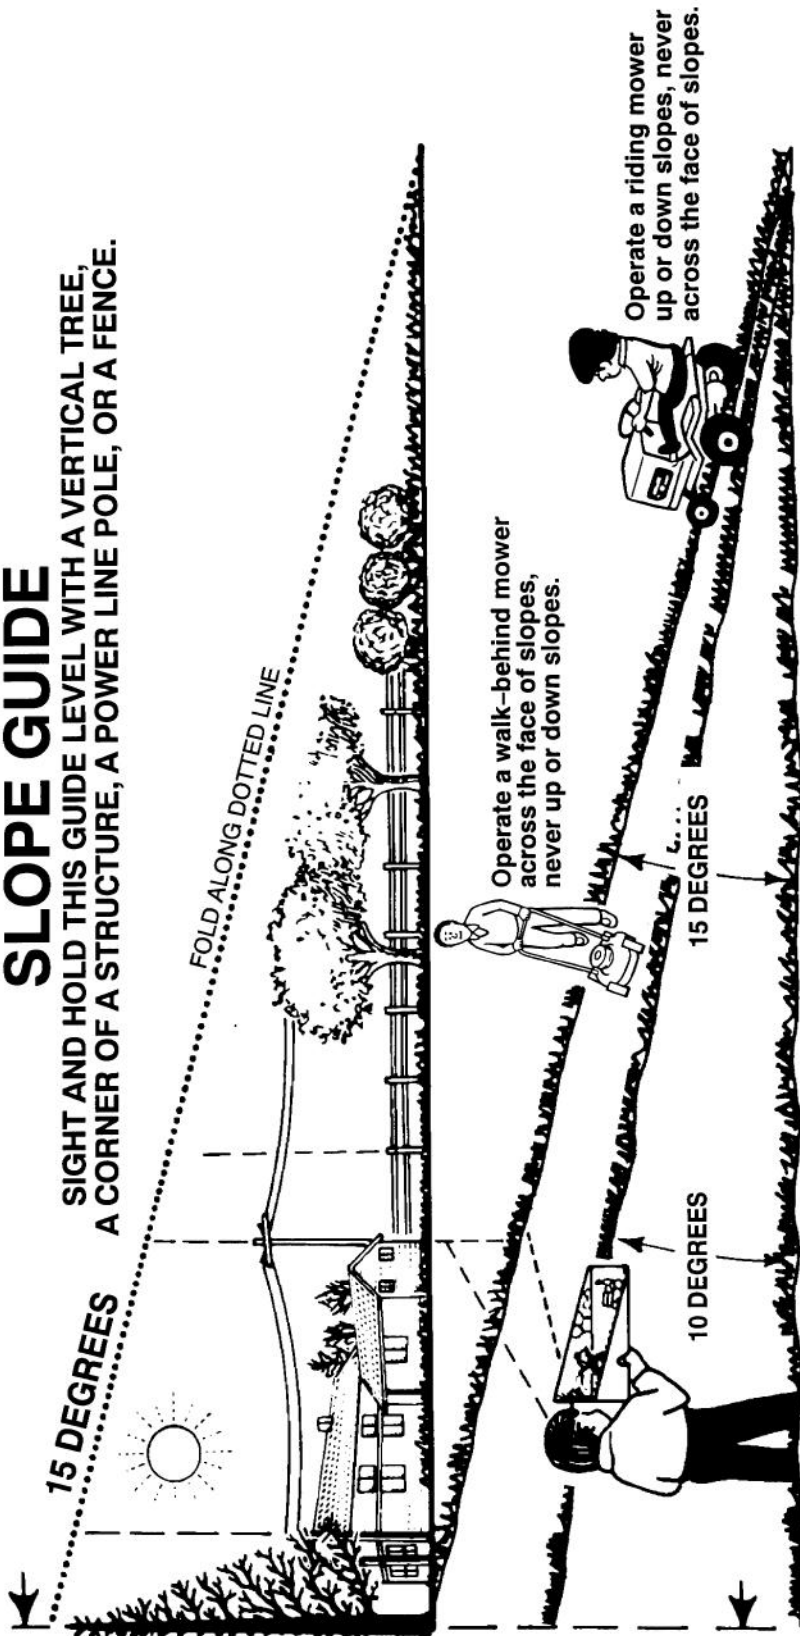 SLOPE GUIDE
SIGHT AND HOLD THIS GUIDE LEVEL WITH A VERTICAL TREE,
A CORNER OF A STRUCTURE, A POWER LINE POLE, OR A FENCE.
15 DEGREES
FOLD ALONG DOTTED LINE
Operate a walk–behind mower
across the face of slopes,
never up or down slopes.
Operate a riding mower
up or down slopes, never
across the face of slopes.
10 DEGREES
15 DEGREES